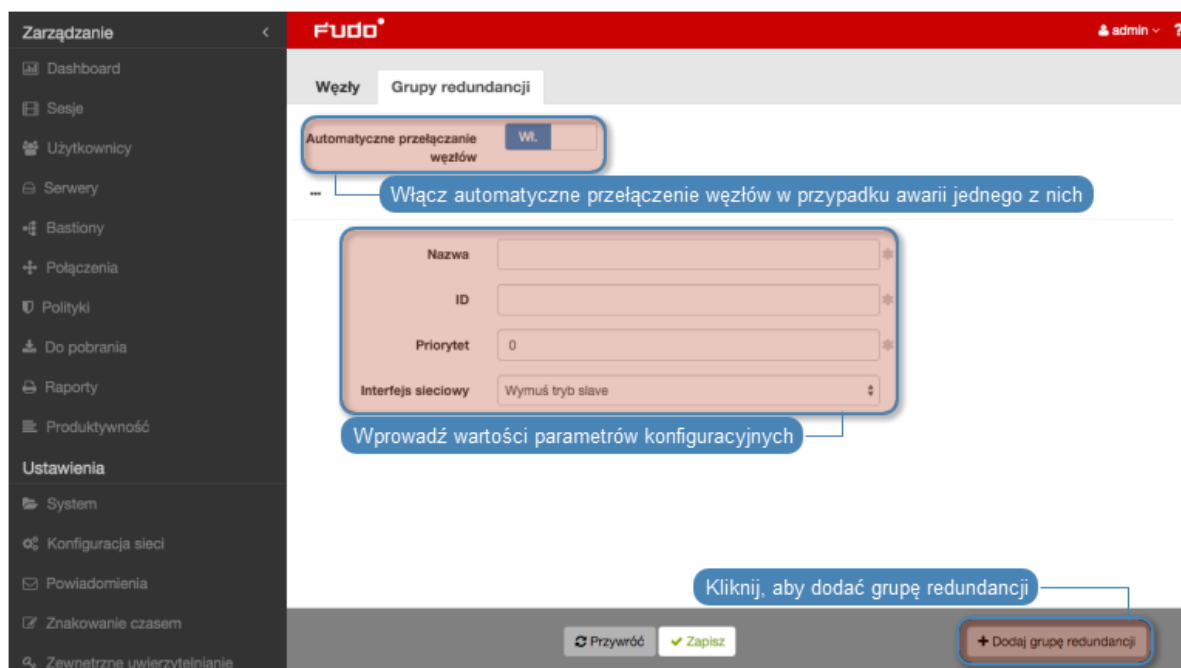 Zarządzanie
Dashboard
Sesje
Użytkownicy
Serwery
Bastiony
Połączenia
Polityki
Do pobrania
Raporty
Produktywność
Ustawienia
System
Konfiguracja sieci
Powiadomienia
Znakowanie czasem
Zewnętrzne uwierzytelnianie
Fudo
admin
?
Węzły
Grupy redundancji
Automatyczne przełączanie
węzłów
Wł.
Włącz automatyczne przełączenie węzłów w przypadku awarii jednego z nich
Nazwa
ID
Priorytet
0
Interfejs sieciowy
Wymuś tryb slave
Wprowadź wartości parametrów konfiguracyjnych
Kliknij, aby dodać grupę redundancji
Przywróć
Zapisz
+ Dodaj grupę redundancji